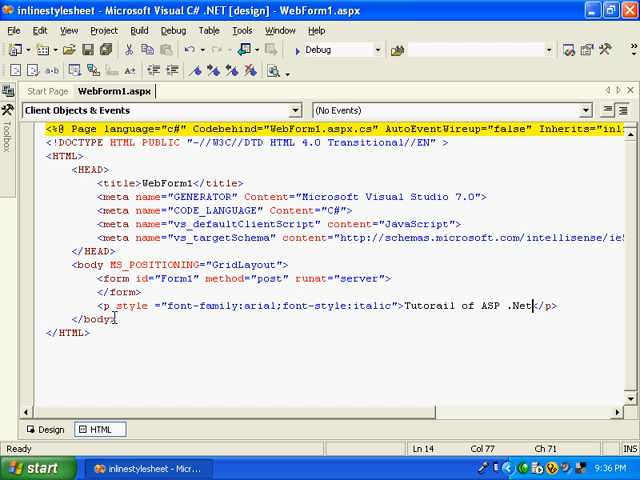 inlinestylesheet - Microsoft Visual C# .NET [design] - WebForm1.aspx
File Edit View Project Build Debug Table Tools Window Help
Debug
Start Page WebForm1.aspx
Client Objects & Events (No Events)
Toolbox
<%@ Page language="c#" Codebehind="WebForm1.aspx.cs" AutoEventWireup="false" Inherits="inl
<!DOCTYPE HTML PUBLIC "-//W3C//DTD HTML 4.0 Transitional//EN" >
<HTML>
<HEAD>
<title>WebForm1</title>
<meta name="GENERATOR" Content="Microsoft Visual Studio 7.0">
<meta name="CODE_LANGUAGE" Content="C#">
<meta name="vs_defaultClientScript" content="JavaScript">
<meta name="vs_targetSchema" content="http://schemas.microsoft.com/intellisense/ie5
</HEAD>
<body MS_POSITIONING="GridLayout">
<form id="Form1" method="post" runat="server">
</form>
<p style ="font-family:arial;font-style:italic">Tutorail of ASP .Net</p>
</body>
</HTML>
Design HTML
Ready Ln 14 Col 77 Ch 71 INS
start inlinestylesheet - Micr... 9:36 PM